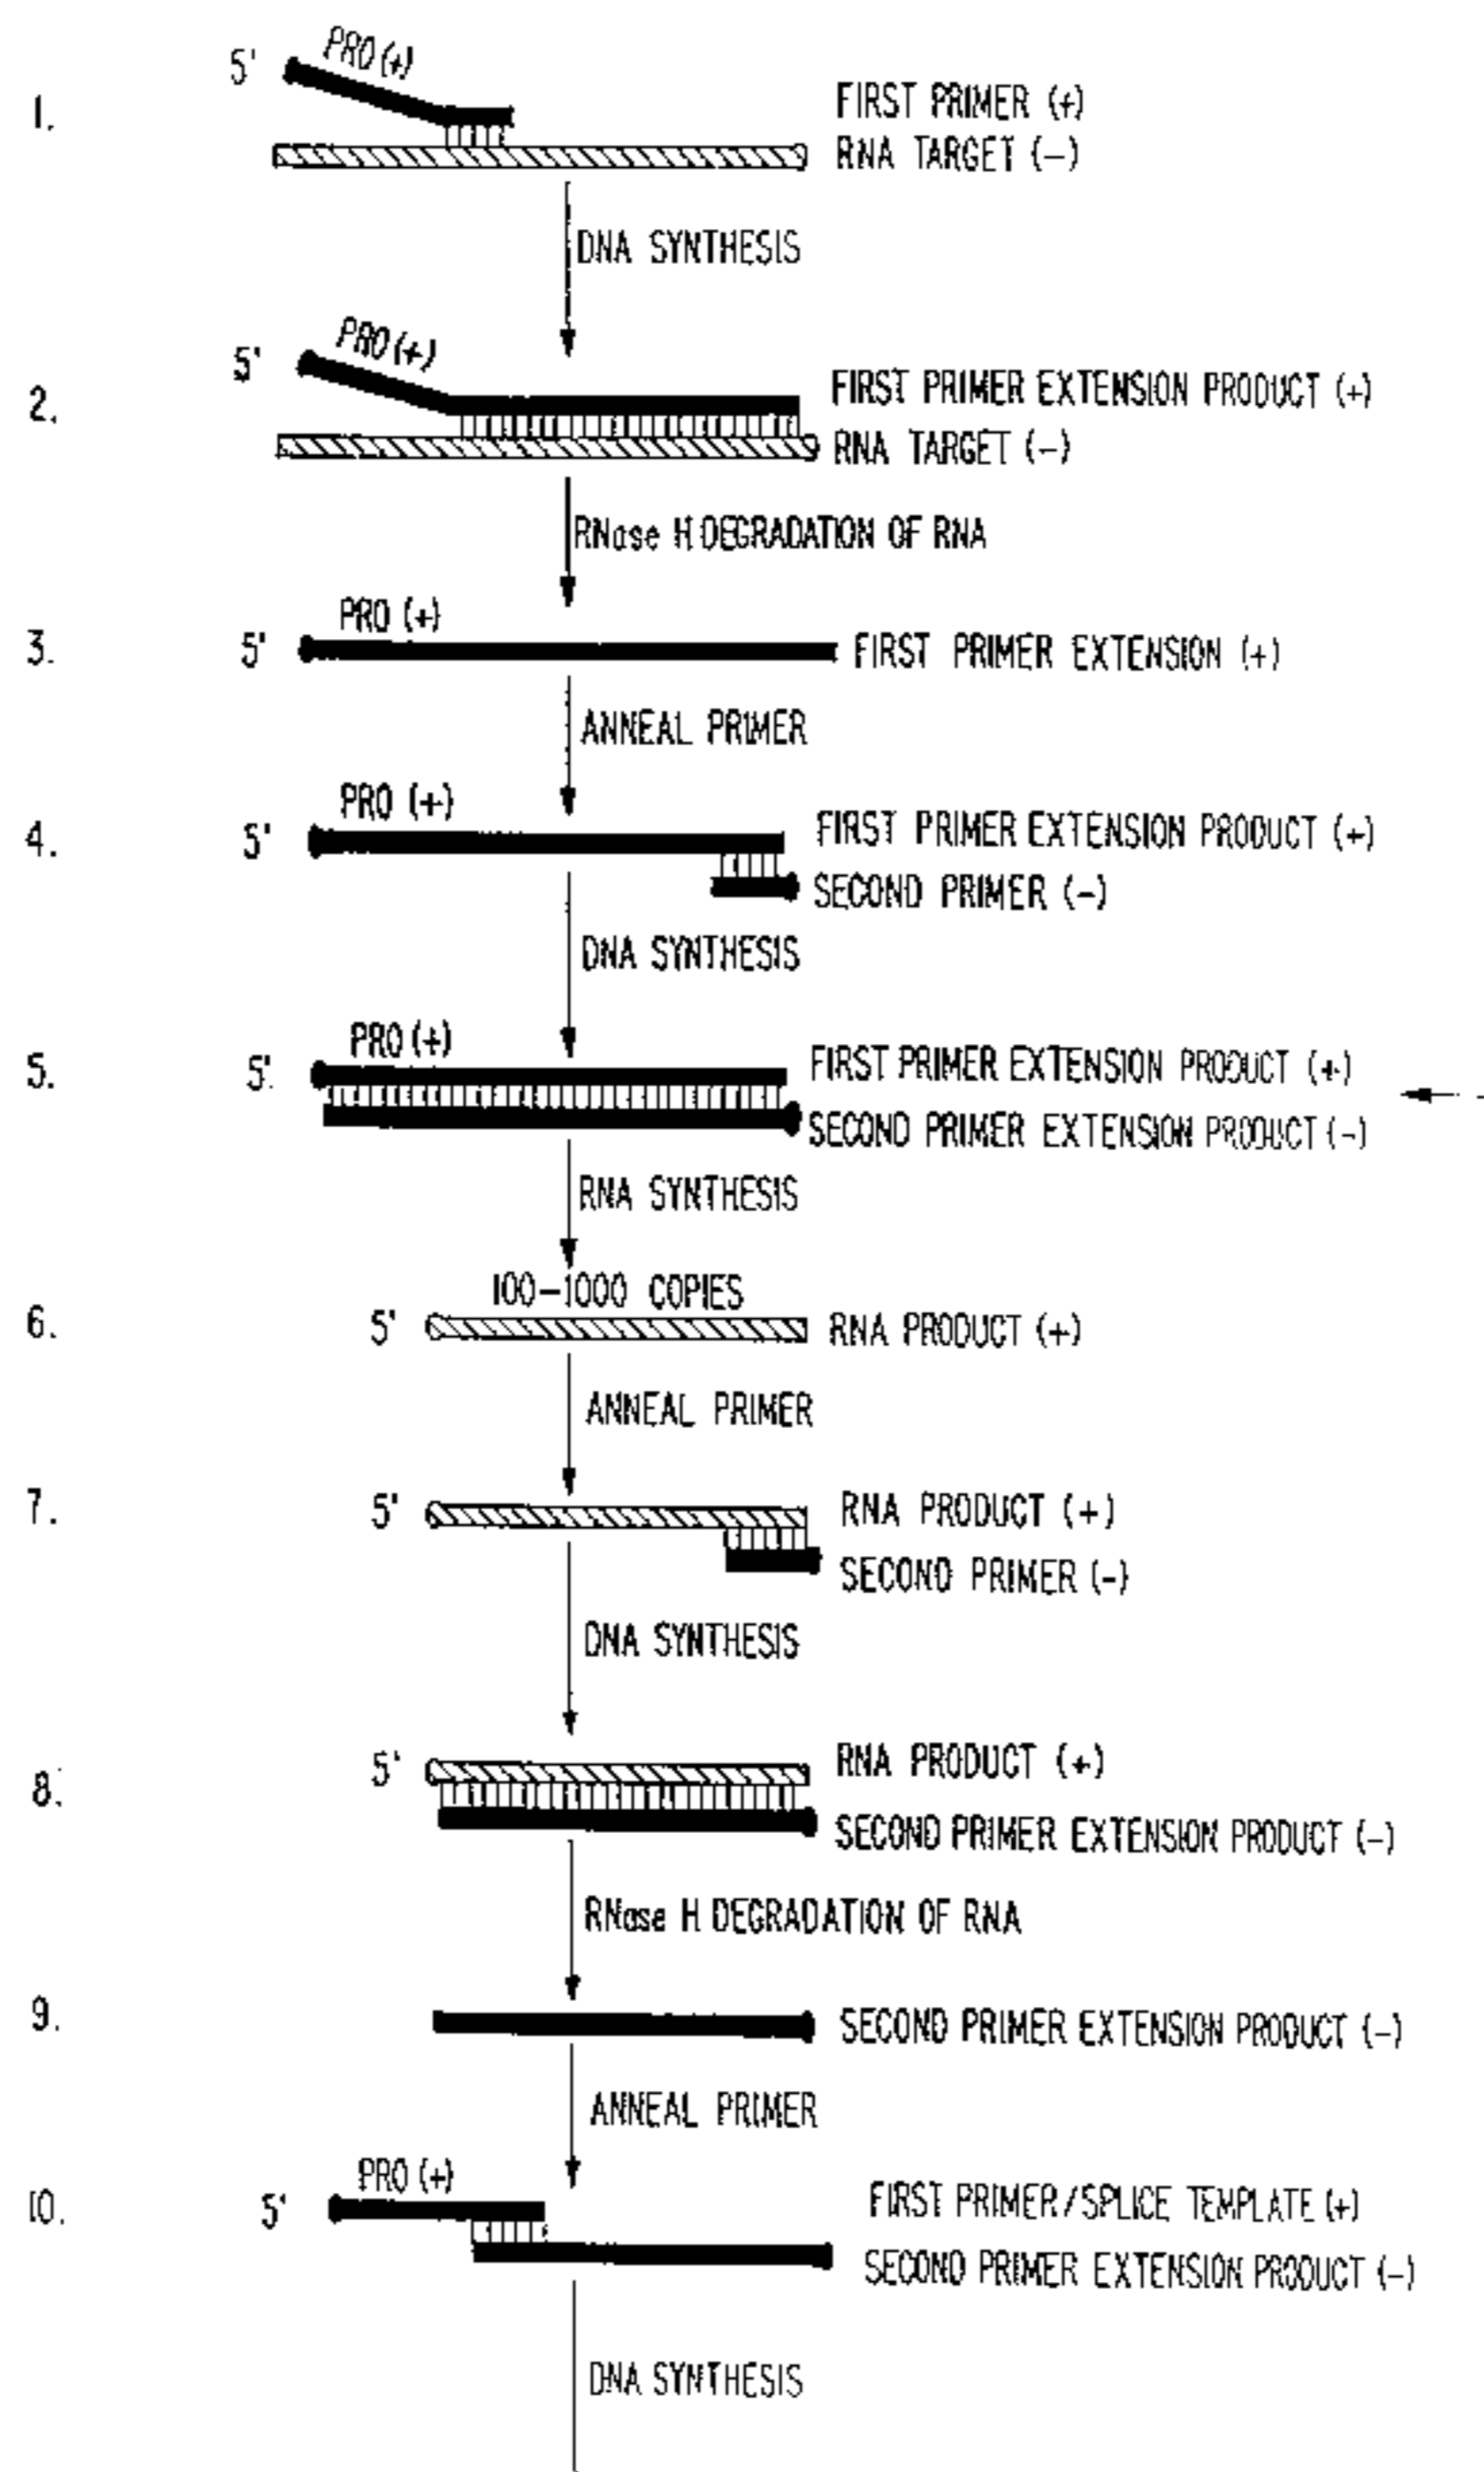 PRO (+)
5'
1.
FIRST PRIMER (+)
RNA TARGET (-)
DNA SYNTHESIS
PRO (+)
5'
2.
FIRST PRIMER EXTENSION PRODUCT (+)
RNA TARGET (-)
RNase H DEGRADATION OF RNA
PRO (+)
3.
5'
FIRST PRIMER EXTENSION (+)
ANNEAL PRIMER
PRO (+)
4.
5'
FIRST PRIMER EXTENSION PRODUCT (+)
SECOND PRIMER (-)
DNA SYNTHESIS
PRO (+)
5.
5'
FIRST PRIMER EXTENSION PRODUCT (+)
SECOND PRIMER EXTENSION PRODUCT (-)
RNA SYNTHESIS
100-1000 COPIES
6.
5'
RNA PRODUCT (+)
ANNEAL PRIMER
7.
5'
RNA PRODUCT (+)
SECOND PRIMER (-)
DNA SYNTHESIS
8.
5'
RNA PRODUCT (+)
SECOND PRIMER EXTENSION PRODUCT (-)
RNase H DEGRADATION OF RNA
9.
SECOND PRIMER EXTENSION PRODUCT (-)
ANNEAL PRIMER
PRO (+)
10.
5'
FIRST PRIMER/SPLICE TEMPLATE (+)
SECOND PRIMER EXTENSION PRODUCT (-)
DNA SYNTHESIS